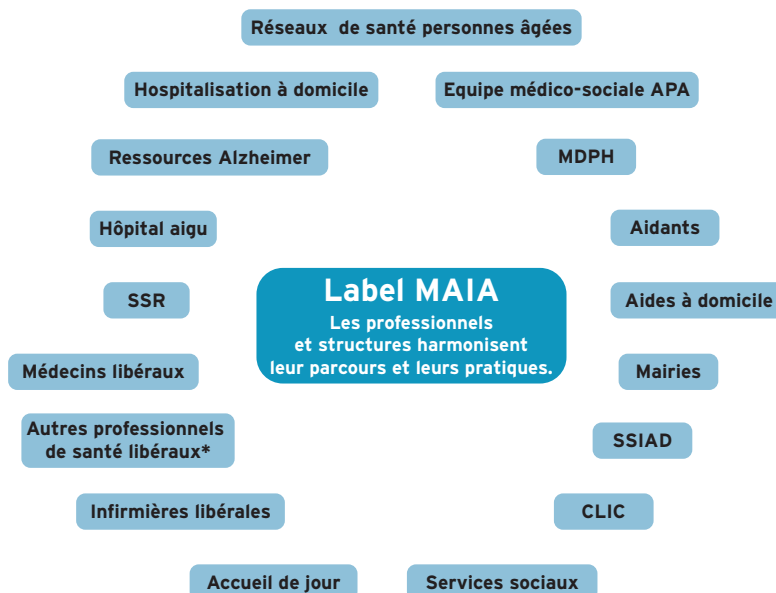 Réseaux de santé personnes âgées
Hospitalisation à domicile
Equipe médico-sociale APA
Ressources Alzheimer
MDPH
Hôpital aigu
Aidants
SSR
Label MAIA
Les professionnels
et structures harmonisent
leur parcours et leurs pratiques.
Aides à domicile
Médecins libéraux
Mairies
Autres professionnels
de santé libéraux*
SSIAD
Infirmières libérales
CLIC
Accueil de jour
Services sociaux